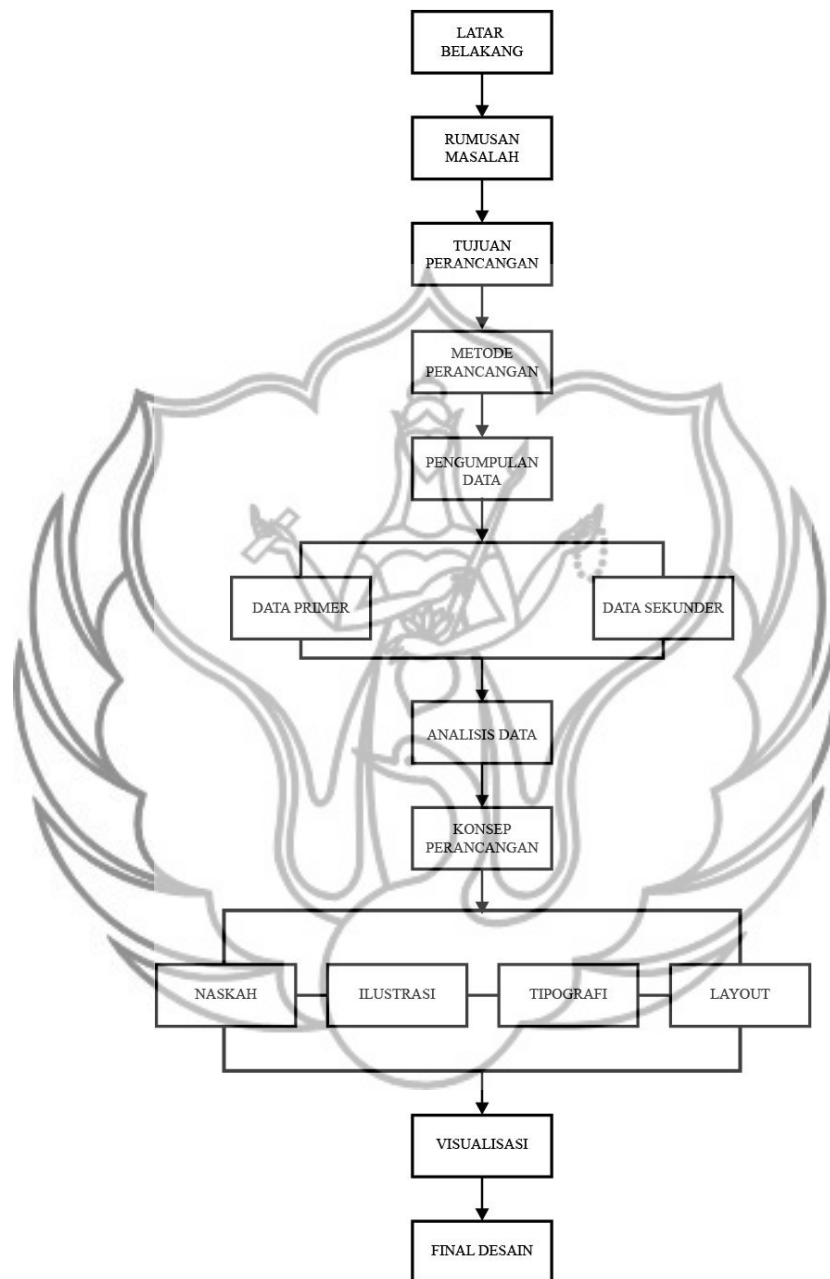 LATAR
BELAKANG
RUMUSAN
MASALAH
TUJUAN
PERANCANGAN
METODE
PERANCANGAN
PENGUMPULAN
DATA
DATA PRIMER
DATA SEKUNDER
ANALISIS DATA
KONSEP
PERANCANGAN
NASKAH
ILUSTRASI
TIPOGRAFI
LAYOUT
VISUALISASI
FINAL DESAIN